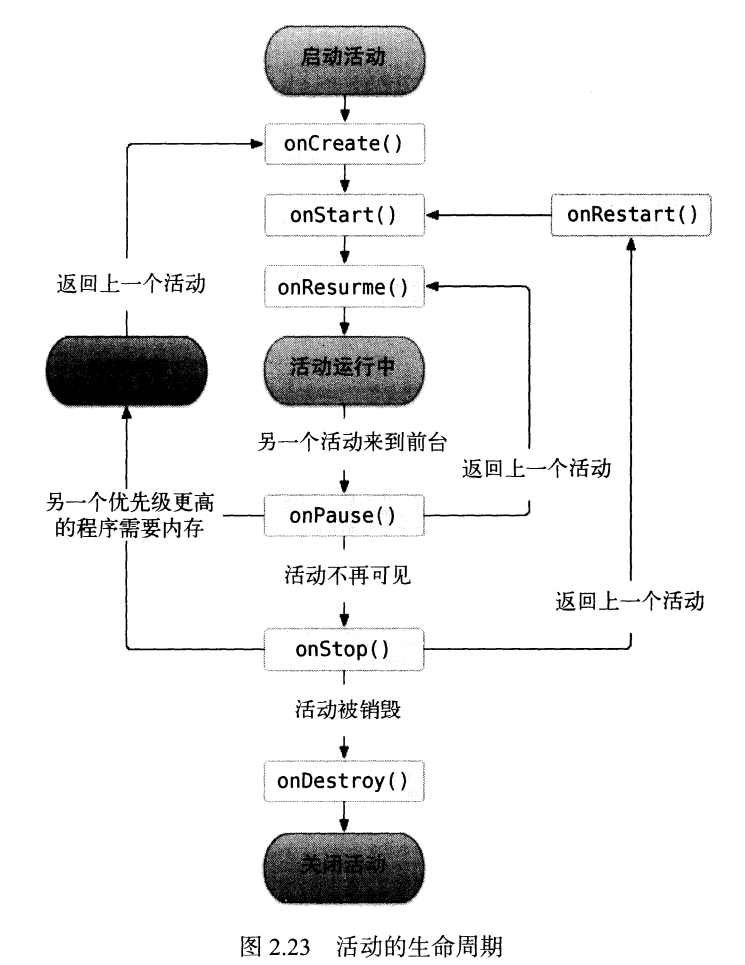 启动活动
onCreate()
onStart()
onRestart()
返回上一个活动
onResurme()
活动运行中
另一个活动来到前台
返回上一个活动
另一个优先级更高
的程序需要内存
onPause()
活动不再可见
返回上一个活动
onStop()
活动被销毁
onDestroy()
关闭活动
图 2.23 活动的生命周期